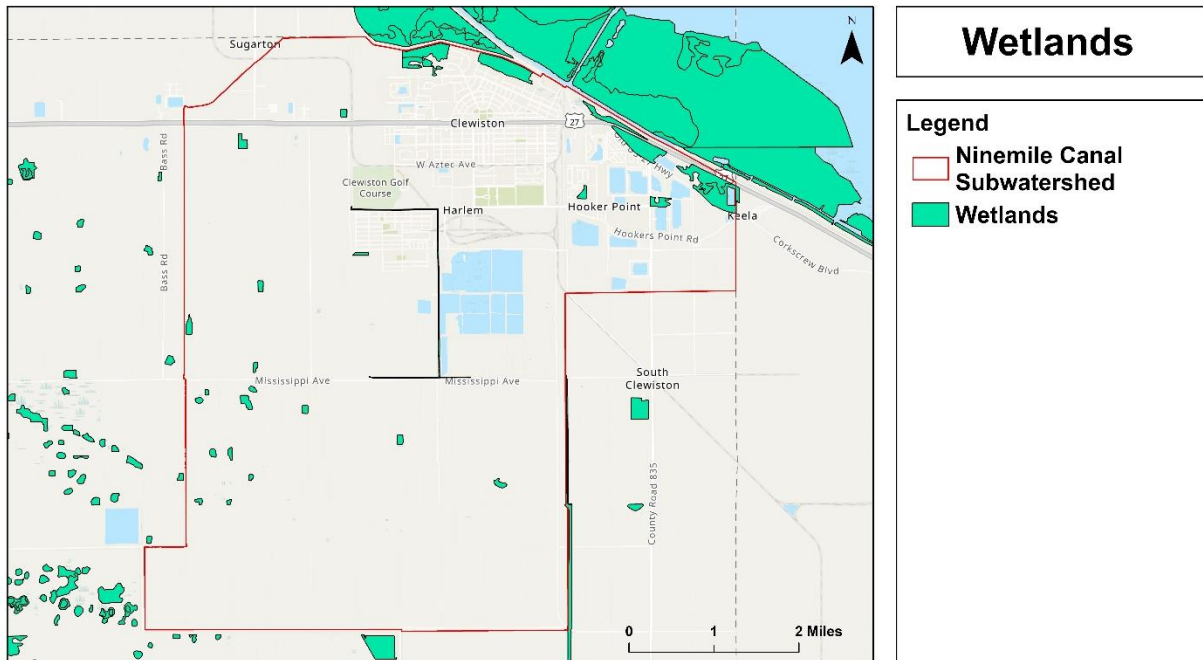 Wetlands
N
Sugarton
Clewiston
27
Bass Rd
W Aztec Ave
Clewiston Golf
Course
Harlem
Hooker Point
Keela
Hookers Point Rd
Corkscrew Blvd
Bass Rd
South
Clewiston
Mississippi Ave
Mississippi Ave
County Road 835
0 1 2 Miles
Legend
Ninemile Canal
Subwatershed
Wetlands